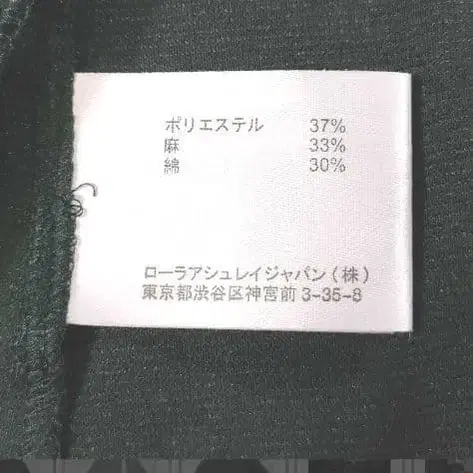 ポリエステル 37%
麻 33%
綿 30%
ローラアシュレイジャパン(株)
東京都渋谷区神宮前 3-35-8